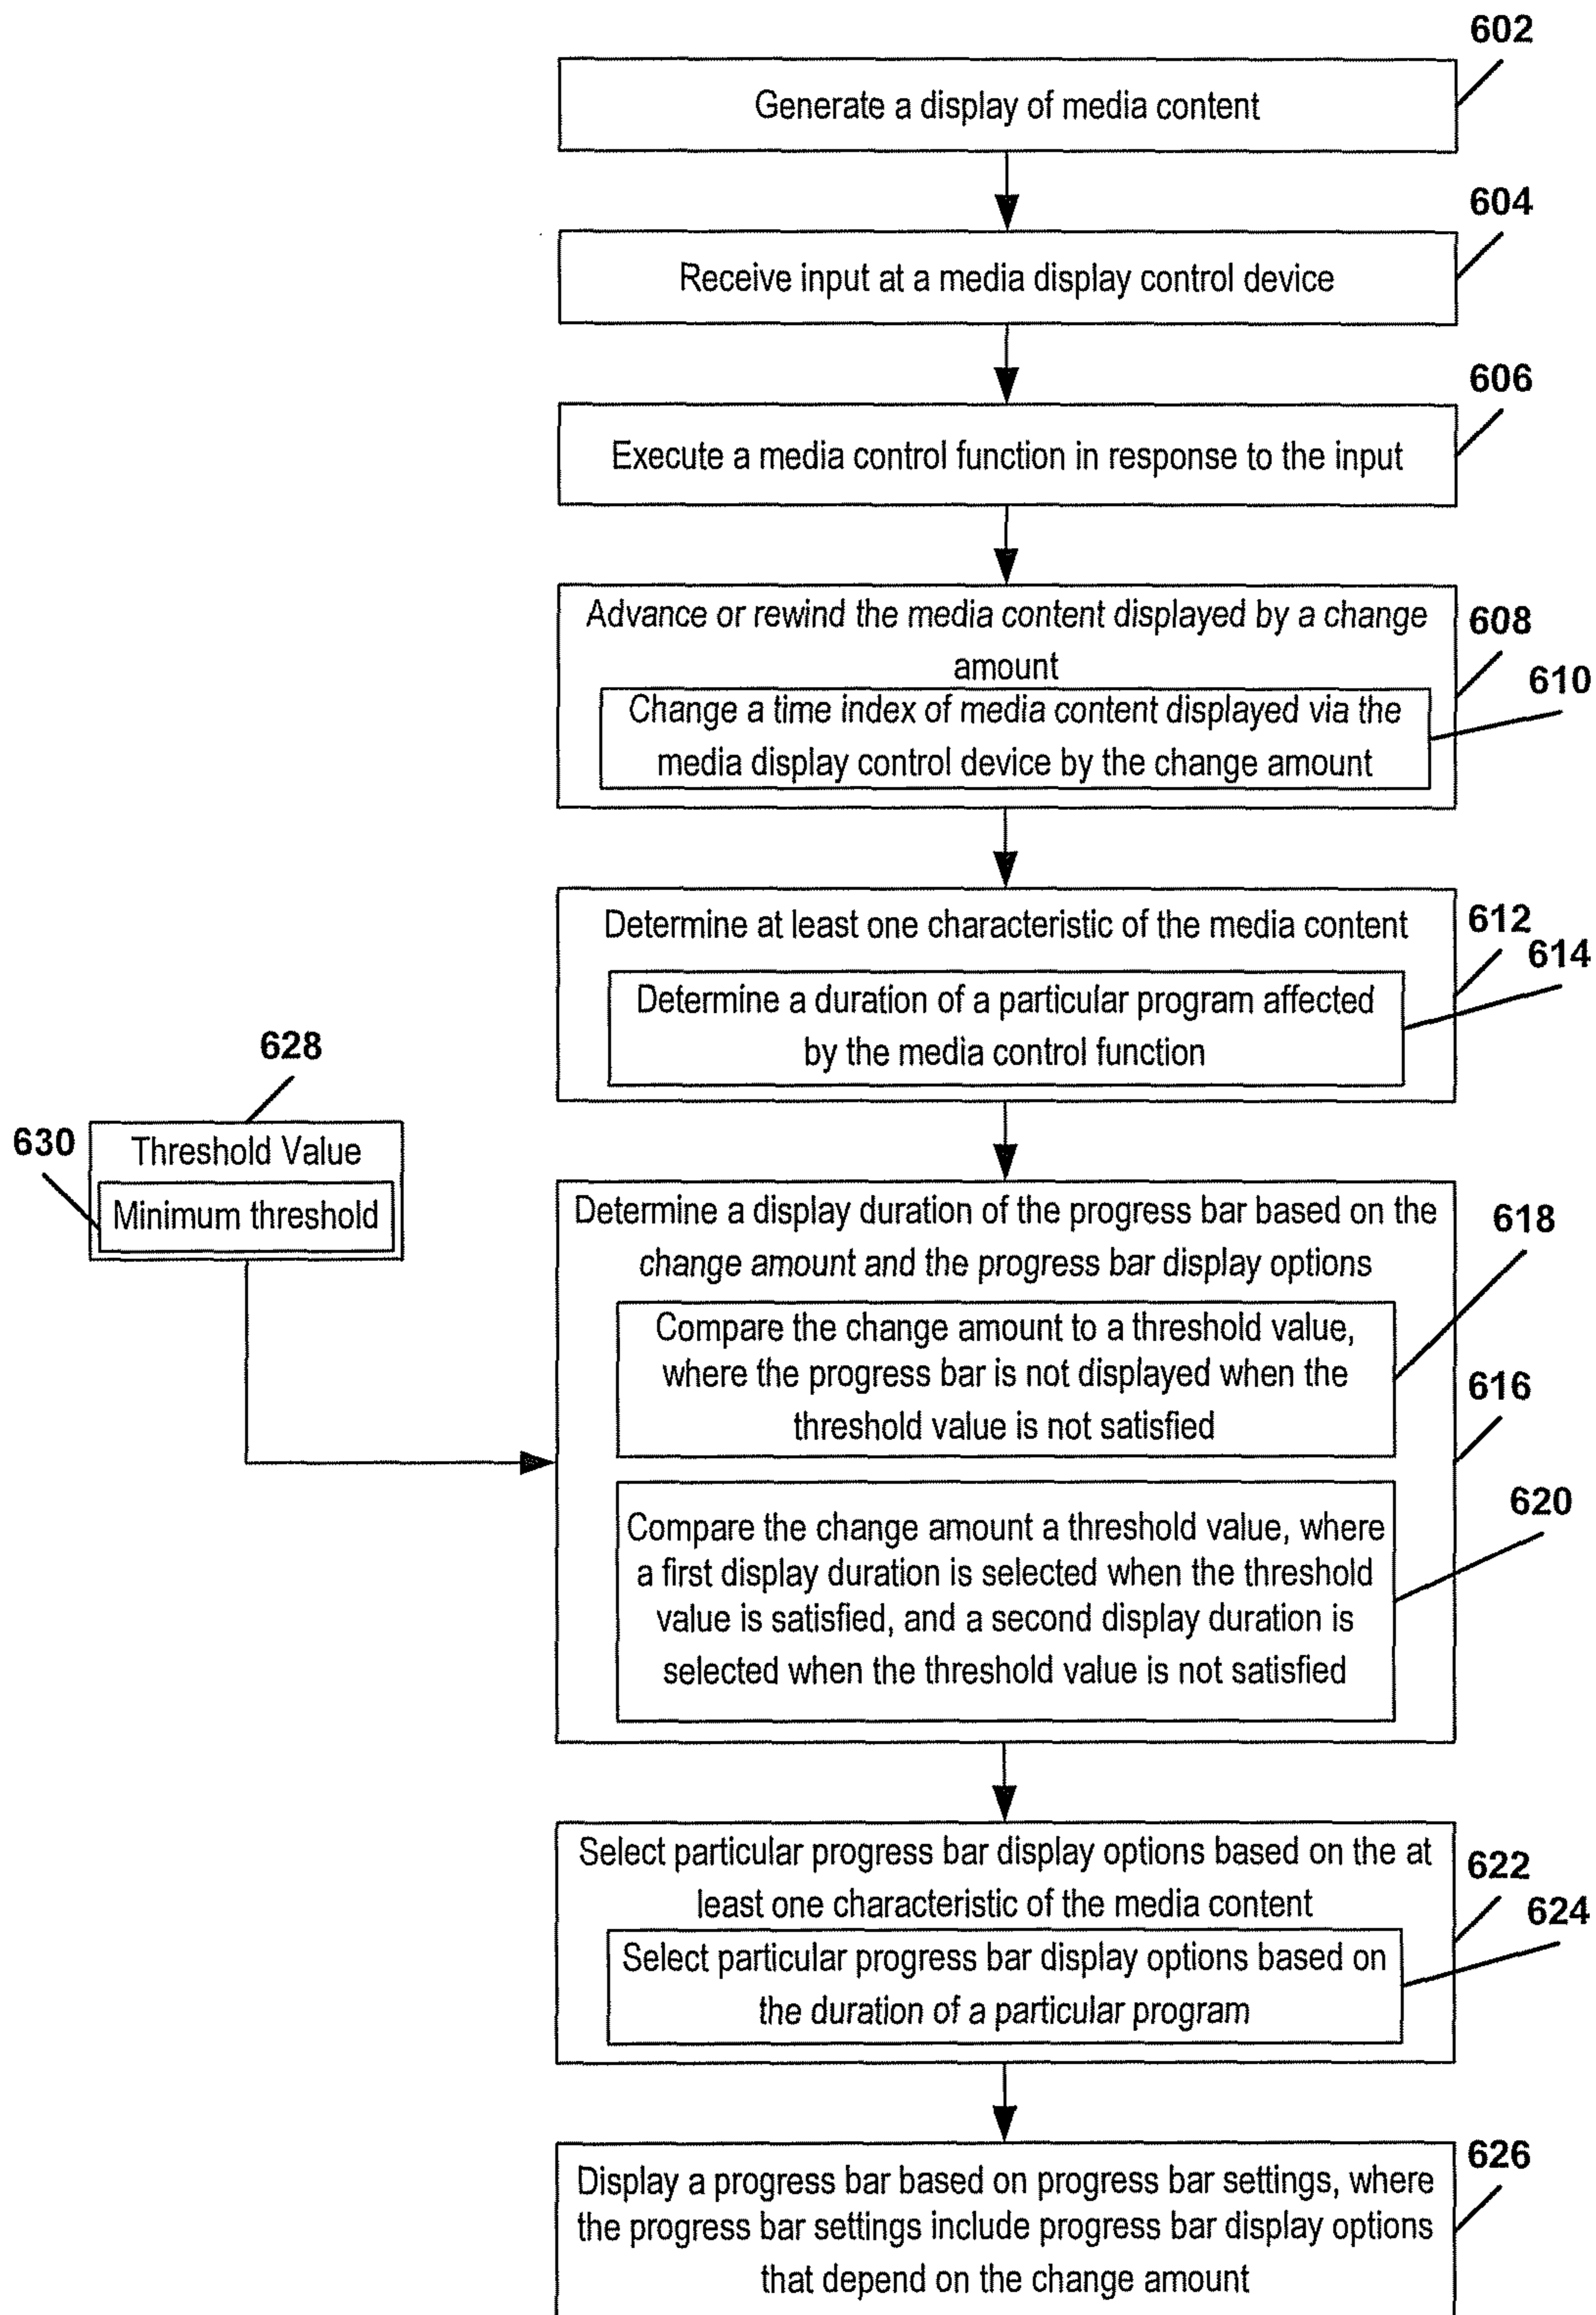 602
Generate a display of media content
604
Receive input at a media display control device
606
Execute a media control function in response to the input
Advance or rewind the media content displayed by a change
amount
608
610
Change a time index of media content displayed via the
media display control device by the change amount
Determine at least one characteristic of the media content
612
614
Determine a duration of a particular program affected
by the media control function
628
630
Threshold Value
Minimum threshold
Determine a display duration of the progress bar based on the
change amount and the progress bar display options
618
Compare the change amount to a threshold value,
where the progress bar is not displayed when the
threshold value is not satisfied
616
620
Compare the change amount a threshold value, where
a first display duration is selected when the threshold
value is satisfied, and a second display duration is
selected when the threshold value is not satisfied
Select particular progress bar display options based on the at
least one characteristic of the media content
622
624
Select particular progress bar display options based on
the duration of a particular program
626
Display a progress bar based on progress bar settings, where
the progress bar settings include progress bar display options
that depend on the change amount